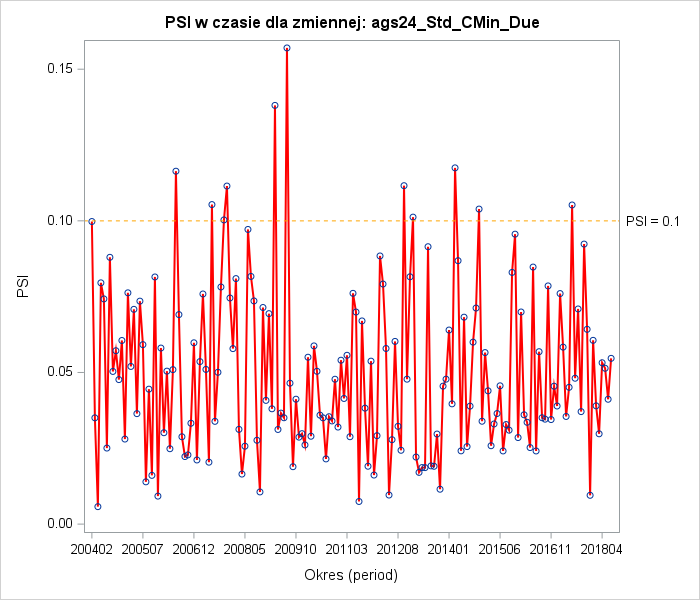 PSI w czasie dla zmiennej: ags24_Std_CMin_Due
0.15
0.10
PSI = 0.1
PSI
0.05
0.00
200402 200507 200612 200805 200910 201103 201208 201401 201506 201611 201804
Okres (period)